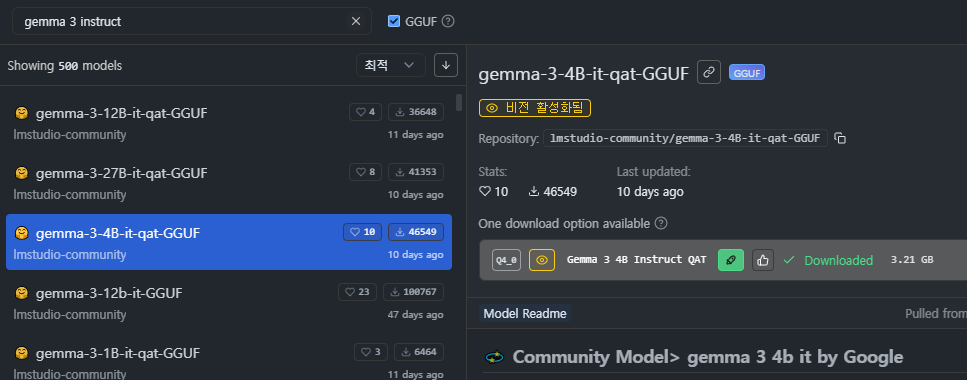 gemma 3 instruct
GGUF
Showing 500 models
최적
gemma-3-12B-it-qat-GGUF 4 36648
lmstudio-community 11 days ago
gemma-3-27B-it-qat-GGUF 8 41353
lmstudio-community 10 days ago
gemma-3-4B-it-qat-GGUF 10 46549
lmstudio-community 10 days ago
gemma-3-12b-it-GGUF 23 100767
lmstudio-community 47 days ago
gemma-3-1B-it-qat-GGUF 3 6464
lmstudio-community 11 days ago
gemma-3-4B-it-qat-GGUF GGUF
비전 활성화됨
Repository: lmstudio-community/gemma-3-4B-it-qat-GGUF
Stats: Last updated:
10 46549 10 days ago
One download option available
Q4_0 Gemma 3 4B Instruct QAT Downloaded 3.21 GB
Model Readme Pulled from
Community Model> gemma 3 4b it by Google